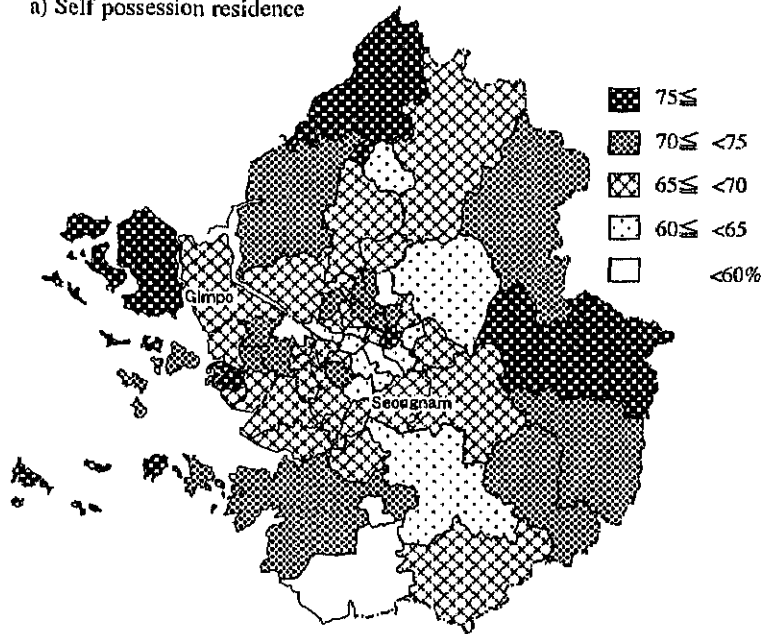 a) Self possession residence
75≦
70≦ <75
65≦ <70
60≦ <65
<60%
Gimpo
Seongnam